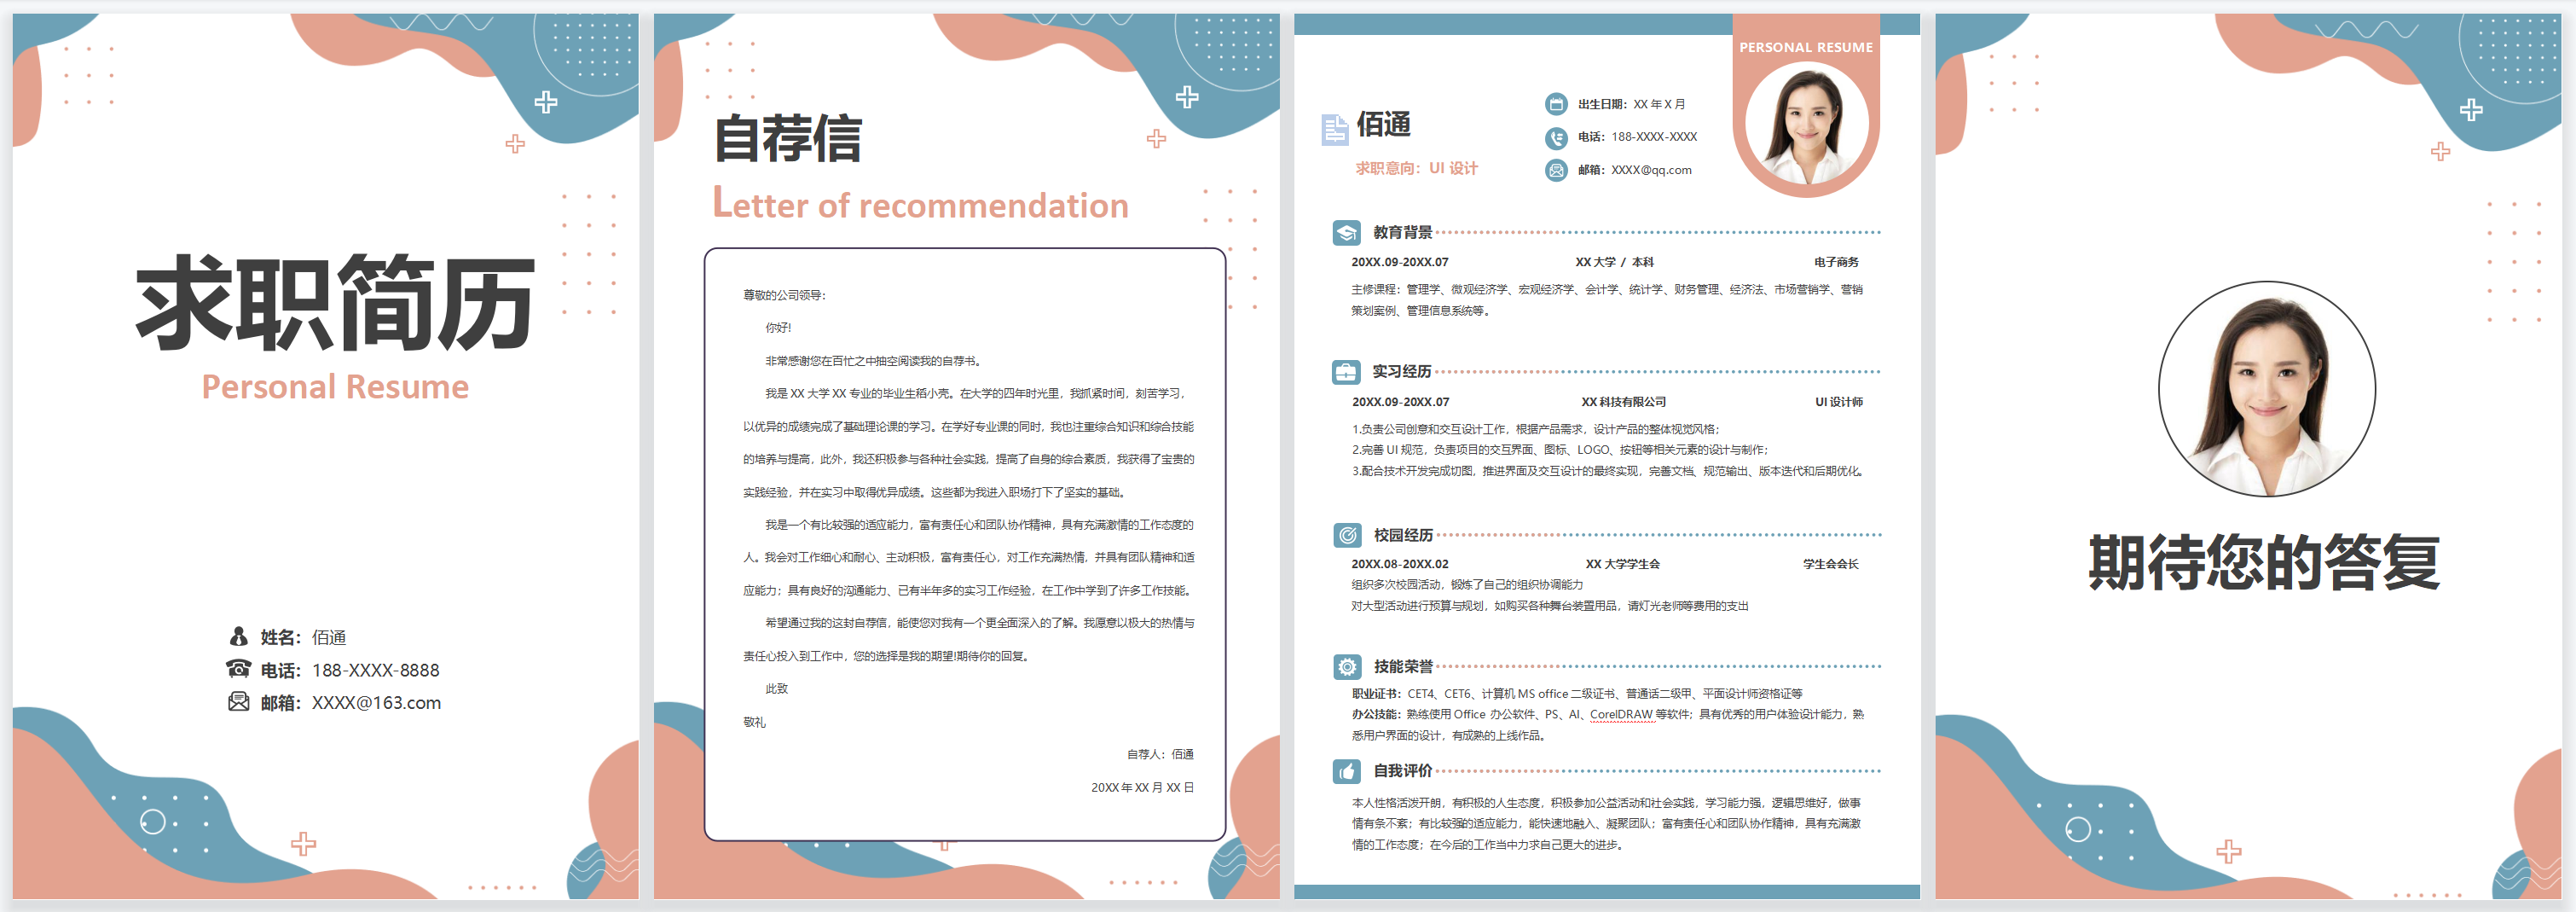 求职简历
Personal Resume
姓名：佰通
电话：188-XXXX-8888
邮箱：XXXX@163.com
自荐信
Letter of recommendation
尊敬的公司领导：
你好!
非常感谢您在百忙之中抽空阅读我的自荐书。
我是 XX 大学 XX 专业的毕业生稻小壳。在大学的四年时光里，我抓紧时间，刻苦学习，
以优异的成绩完成了基础理论课的学习。在学好专业课的同时，我也注重综合知识和综合技能
的培养与提高，此外，我还积极参与各种社会实践，提高了自身的综合素质，我获得了宝贵的
实践经验，并在实习中取得优异成绩。这些都为我进入职场打下了坚实的基础。
我是一个有比较强的适应能力，富有责任心和团队协作精神，具有充满激情的工作态度的
人。我会对工作细心和耐心、主动积极，富有责任心，对工作充满热情，并具有团队精神和适
应能力；具有良好的沟通能力、已有半年多的实习工作经验，在工作中学到了许多工作技能。
希望通过我的这封自荐信，能使您对我有一个更全面深入的了解。我愿意以极大的热情与
责任心投入到工作中，您的选择是我的期望!期待你的回复。
此致
敬礼
自荐人：佰通
20XX 年 XX 月 XX 日
PERSONAL RESUME
佰通
求职意向：UI 设计
出生日期：XX 年 X 月
电话：188-XXXX-XXXX
邮箱：XXXX@qq.com
教育背景
20XX.09-20XX.07 XX 大学 / 本科 电子商务
主修课程：管理学、微观经济学、宏观经济学、会计学、统计学、财务管理、经济法、市场营销学、营销
策划案例、管理信息系统等。
实习经历
20XX.09-20XX.07 XX 科技有限公司 UI 设计师
1.负责公司创意和交互设计工作，根据产品需求，设计产品的整体视觉风格；
2.完善 UI 规范，负责项目的交互界面、图标、LOGO、按钮等相关元素的设计与制作；
3.配合技术开发完成切图，推进界面及交互设计的最终实现，完善文档、规范输出、版本迭代和后期优化。
校园经历
20XX.08-20XX.02 XX 大学学生会 学生会会长
组织多次校园活动，锻炼了自己的组织协调能力
对大型活动进行预算与规划，如购买各种舞台装置用品，请灯光老师等费用的支出
技能荣誉
职业证书：CET4、CET6、计算机 MS office 二级证书、普通话二级甲、平面设计师资格证等
办公技能：熟练使用 Office 办公软件、PS、AI、CorelDRAW 等软件；具有优秀的用户体验设计能力，熟
悉用户界面的设计，有成熟的上线作品。
自我评价
本人性格活泼开朗，有积极的人生态度，积极参加公益活动和社会实践，学习能力强，逻辑思维好，做事
情有条不紊；有比较强的适应能力，能快速地融入、凝聚团队；富有责任心和团队协作精神，具有充满激
情的工作态度；在今后的工作当中力求自己更大的进步。
期待您的答复